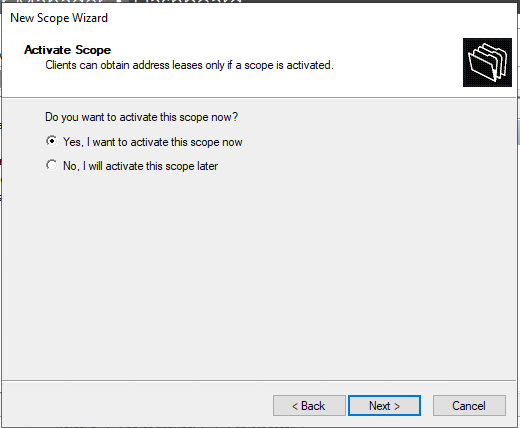 New Scope Wizard
Activate Scope
Clients can obtain address leases only if a scope is activated.
Do you want to activate this scope now?
Yes, I want to activate this scope now
No, I will activate this scope later
< Back
Next >
Cancel